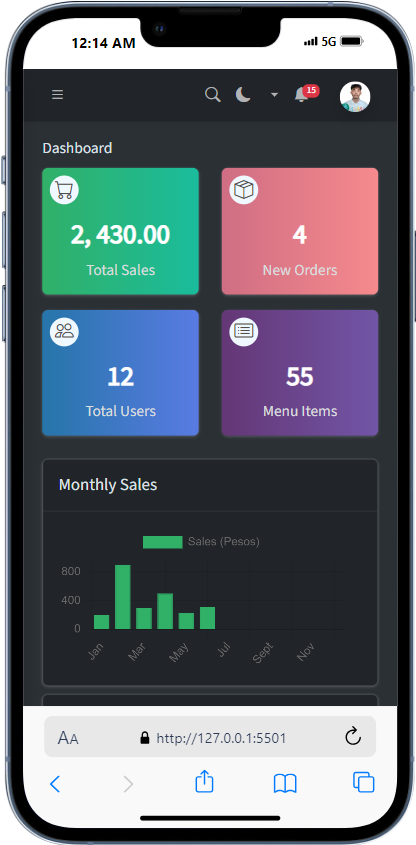 12:14 AM 5G
15
Dashboard
2, 430.00
Total Sales
4
New Orders
12
Total Users
55
Menu Items
Monthly Sales
Sales (Pesos)
800
400
0
Jan Mar May Jul Sept Nov
AA http://127.0.0.1:5501